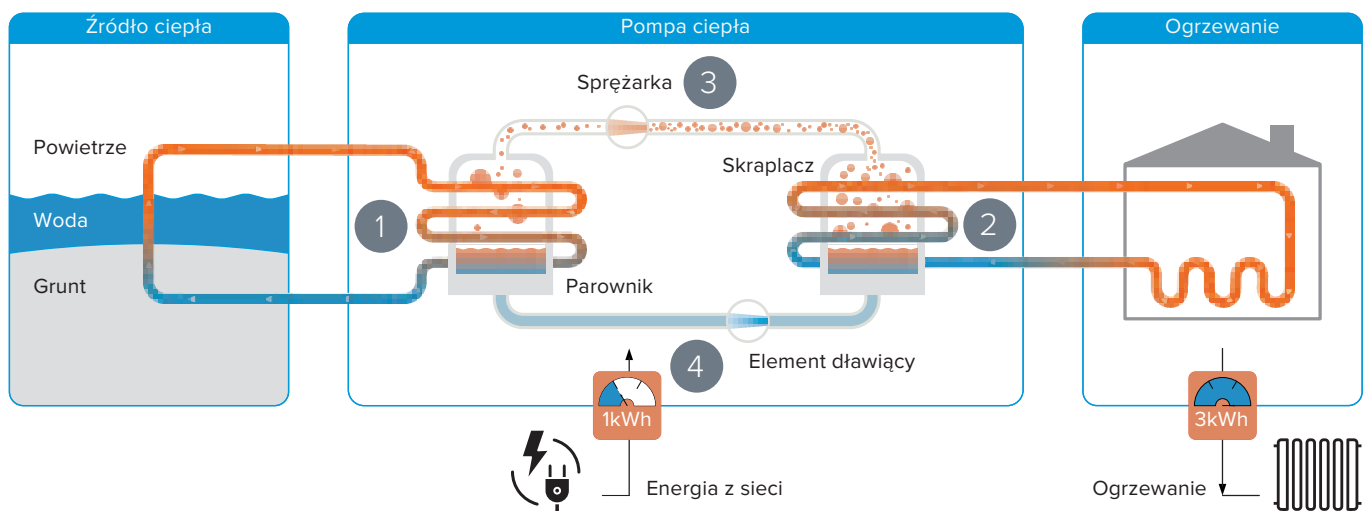 Źródło ciepła
Pompa ciepła
Ogrzewanie
Sprężarka
3
Powietrze
Skraplacz
Woda
1
2
Grunt
Parownik
4
Element dławiący
1kWh
3kWh
Energia z sieci
Ogrzewanie